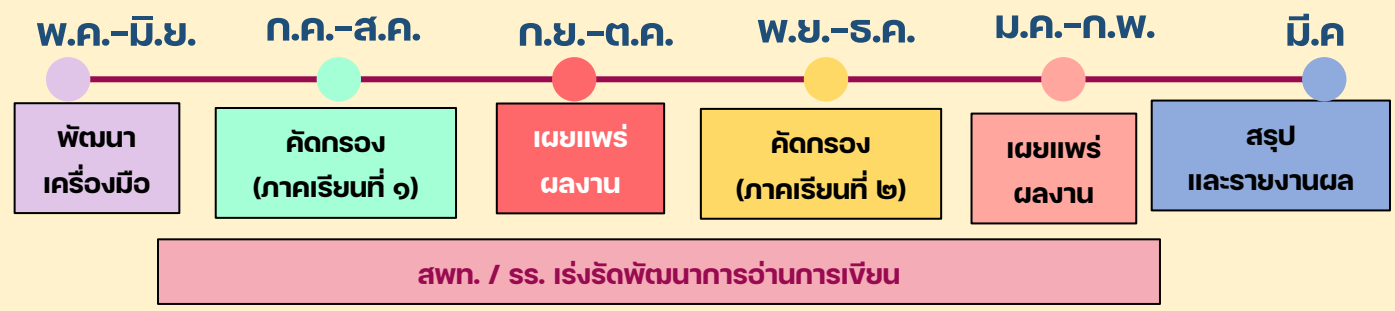 พ.ค.-มิ.ย.
ก.ค.-ส.ค.
ก.ย.-ต.ค.
พ.ย.-ธ.ค.
ม.ค.-ก.พ.
มี.ค
พัฒนา
เครื่องมือ
คัดกรอง
(ภาคเรียนที่ ๑)
เผยแพร่
ผลงาน
คัดกรอง
(ภาคเรียนที่ ๒)
เผยแพร่
ผลงาน
สรุป
และรายงานผล
สพท. / รร. เร่งรัดพัฒนาการอ่านการเขียน